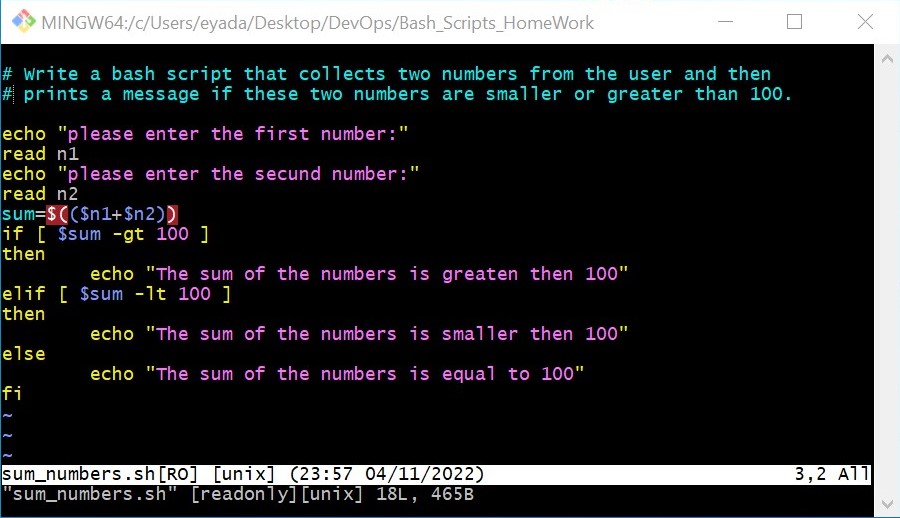 MINGW64:/c/Users/eyada/Desktop/DevOps/Bash_Scripts_HomeWork
# Write a bash script that collects two numbers from the user and then
# prints a message if these two numbers are smaller or greater than 100.
echo "please enter the first number:"
read n1
echo "please enter the secund number:"
read n2
sum=$(($n1+$n2))
if [ $sum -gt 100 ]
then
        echo "The sum of the numbers is greaten then 100"
elif [ $sum -lt 100 ]
then
        echo "The sum of the numbers is smaller then 100"
else
        echo "The sum of the numbers is equal to 100"
fi
~
~
~
sum_numbers.sh[RO] [unix] (23:57 04/11/2022) 3,2 All
"sum_numbers.sh" [readonly][unix] 18L, 465B